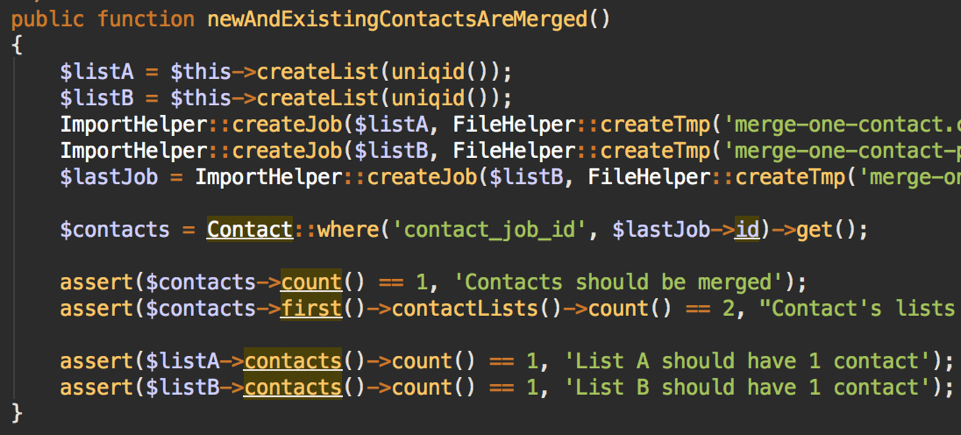 public function newAndExistingContactsAreMerged()
{
$listA = $this->createList(uniqid());
$listB = $this->createList(uniqid());
ImportHelper::createJob($listA, FileHelper::createTmp('merge-one-contact.
ImportHelper::createJob($listB, FileHelper::createTmp('merge-one-contact-
$lastJob = ImportHelper::createJob($listB, FileHelper::createTmp('merge-
$contacts = Contact::where('contact_job_id', $lastJob->id)->get();
assert($contacts->count() == 1, 'Contacts should be merged');
assert($contacts->first()->contactLists()->count() == 2, "Contact's lists
assert($listA->contacts()->count() == 1, 'List A should have 1 contact');
assert($listB->contacts()->count() == 1, 'List B should have 1 contact');
}